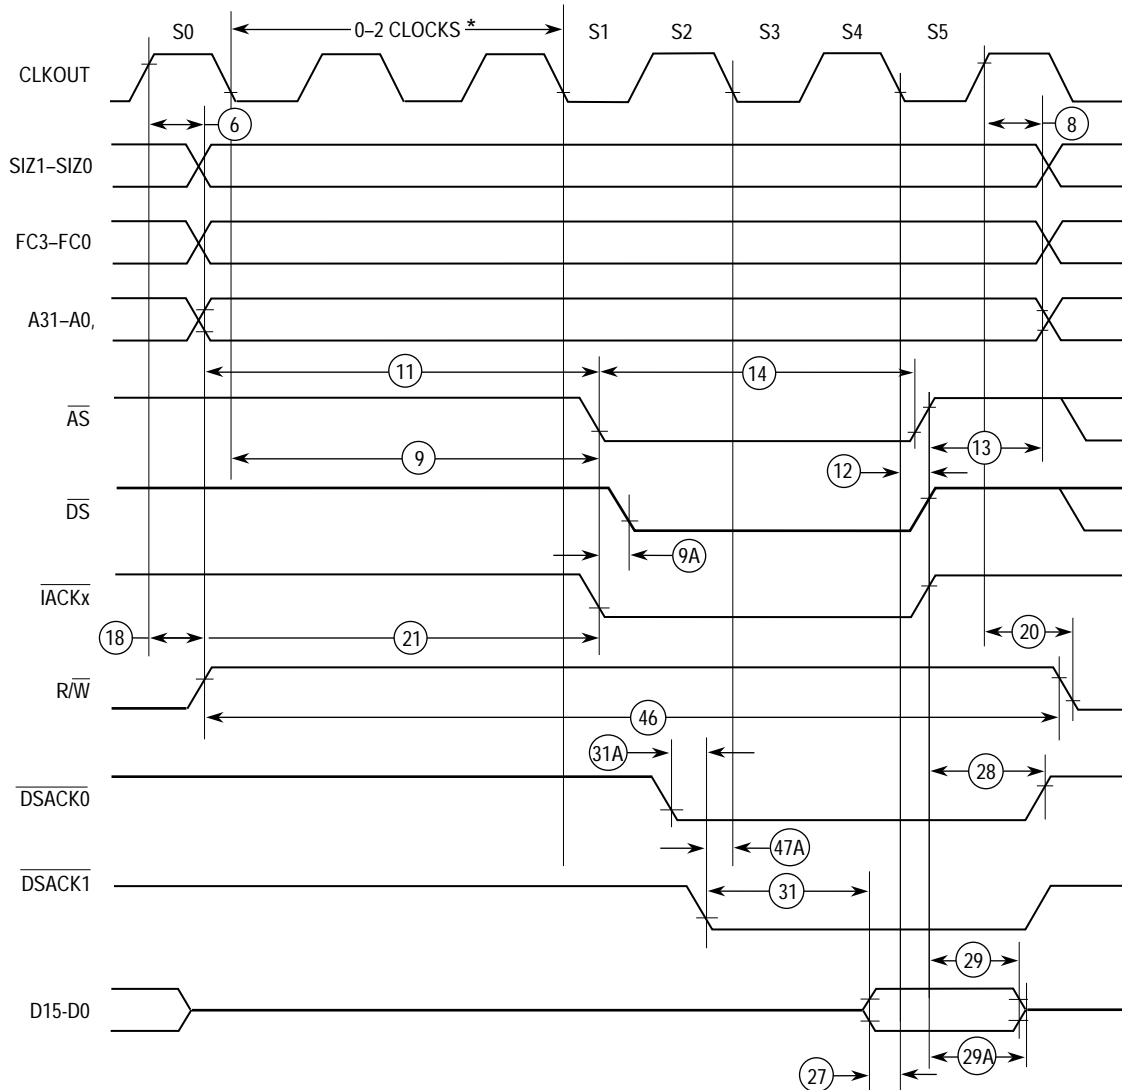 S0
0–2 CLOCKS *
S1
S2
S3
S4
S5
CLKOUT
6
8
SIZ1–SIZ0
FC3–FC0
A31–A0,
11
14
AS
9
12
13
DS
9A
IACKx
18
21
20
R/W
46
31A
28
DSACK0
47A
DSACK1
31
29
D15-D0
29A
27